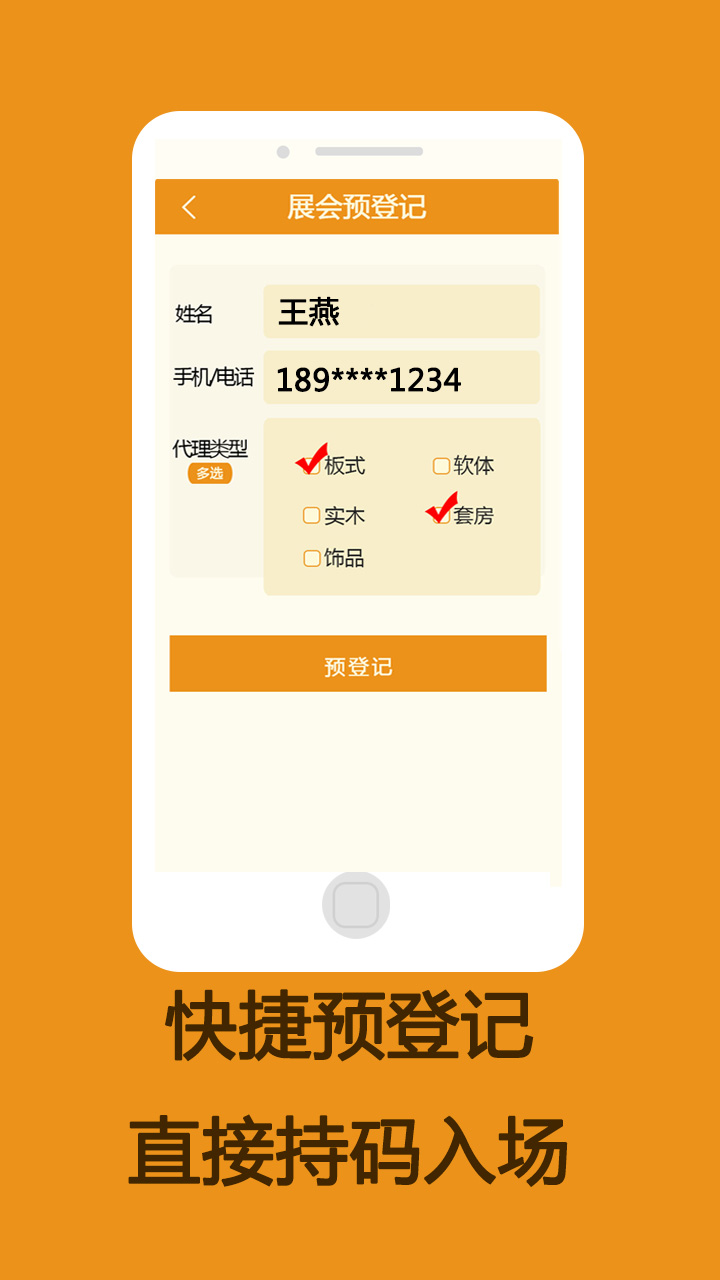 展会预登记
姓名
王燕
手机/电话
189****1234
代理类型
多选
板式 软体
实木 套房
饰品
预登记
快捷预登记
直接持码入场